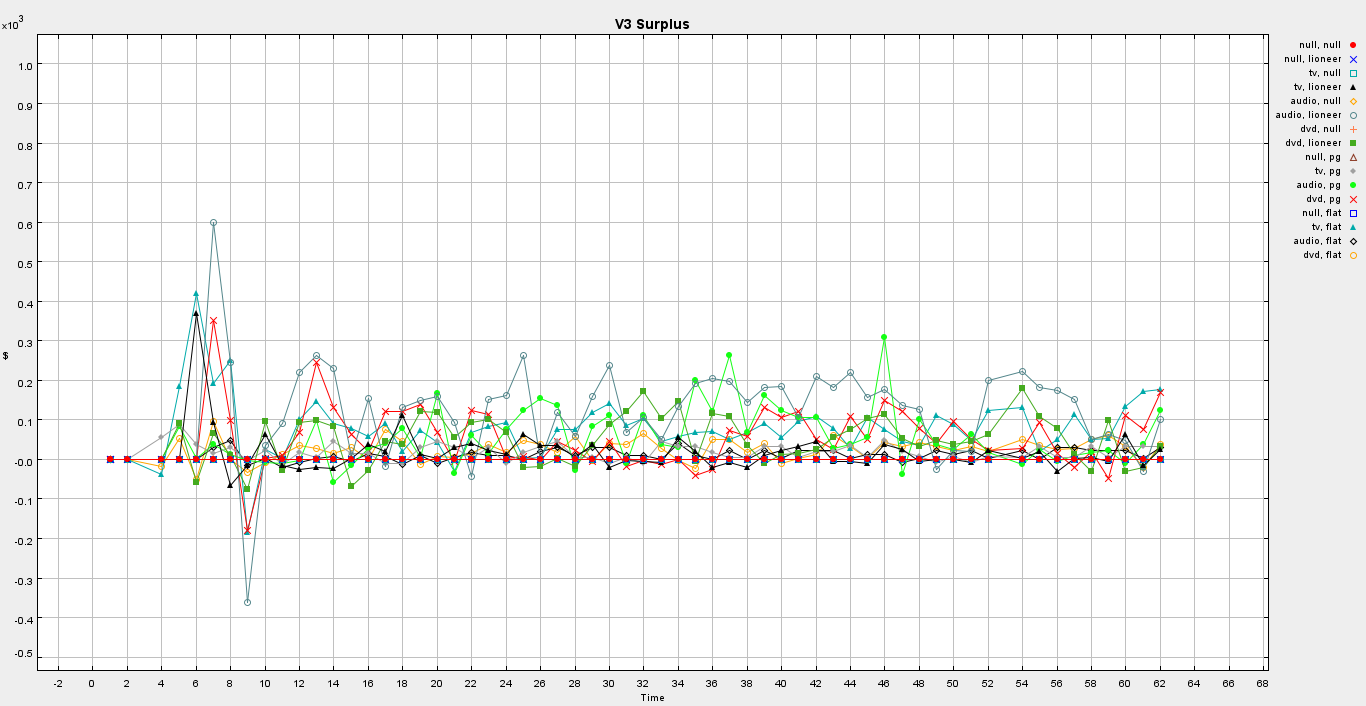 V3 Surplus
×10³
1.0
0.9
0.8
0.7
0.6
0.5
0.4
0.3
0.2
0.1
-0.0
-0.1
-0.2
-0.3
-0.4
-0.5
$
-2 0 2 4 6 8 10 12 14 16 18 20 22 24 26 28 30 32 34 36 38 40 42 44 46 48 50 52 54 56 58 60 62 64 66 68
Time
null, null
null, lioneer
tv, null
tv, lioneer
audio, null
audio, lioneer
dvd, null
dvd, lioneer
null, pg
tv, pg
audio, pg
dvd, pg
null, flat
tv, flat
audio, flat
dvd, flat